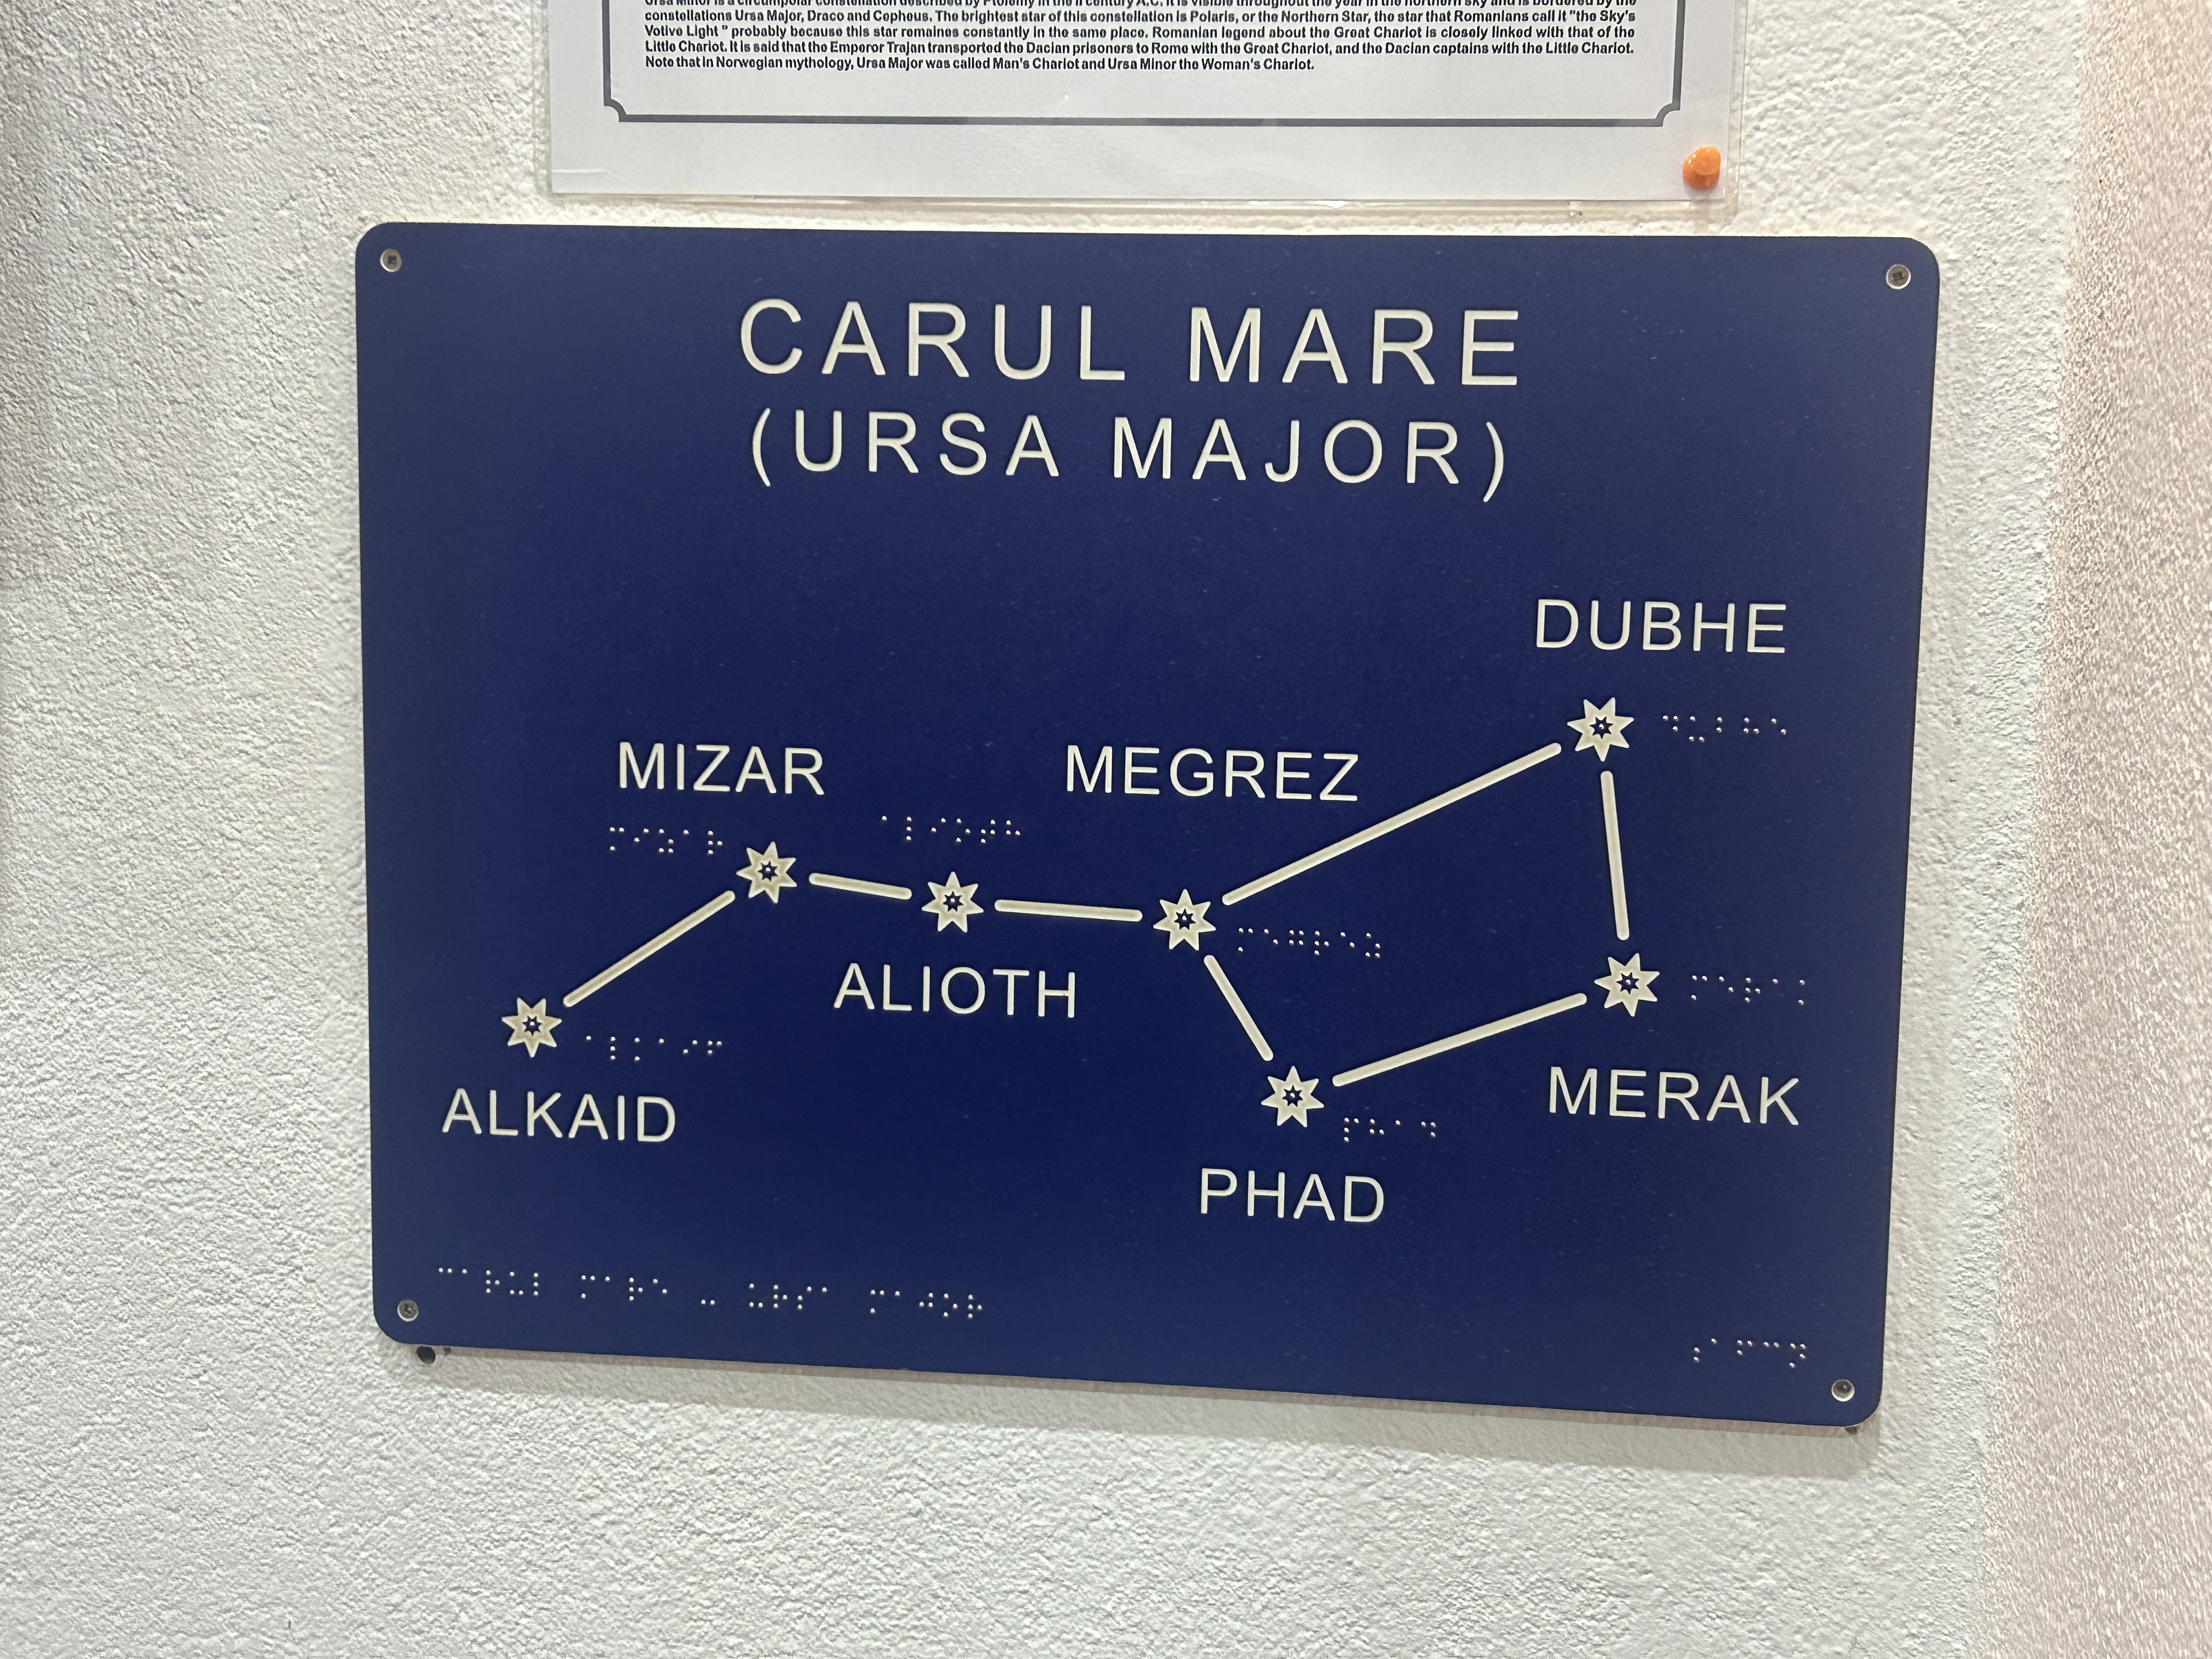 Ursa Minor is a circumpolar constellation described by Ptolemy in the II century A.C. It is visible throughout the year in the northern sky and is bordered by the
constellations Ursa Major, Draco and Cepheus. The brightest star of this constellation is Polaris, or the Northern Star, the star that Romanians call it "the Sky's
Votive Light " probably because this star remaines constantly in the same place. Romanian legend about the Great Chariot is closely linked with that of the
Little Chariot. It is said that the Emperor Trajan transported the Dacian prisoners to Rome with the Great Chariot, and the Dacian captains with the Little Chariot.
Note that in Norwegian mythology, Ursa Major was called Man's Chariot and Ursa Minor the Woman's Chariot.
CARUL MARE
(URSA MAJOR)
DUBHE
⠙⠥⠃⠓⠑
MIZAR
MEGREZ
⠍⠊⠵⠁⠗
⠁⠇⠊⠕⠞⠓
⠍⠑⠛⠗⠑⠵
ALIOTH
⠍⠑⠗⠁⠅
⠁⠇⠅⠁⠊⠙
MERAK
ALKAID
⠏⠓⠁⠙
PHAD
⠉⠁⠗⠥⠇ ⠍⠁⠗⠑ ⠤ ⠥⠗⠎⠁ ⠍⠁⠚⠕⠗